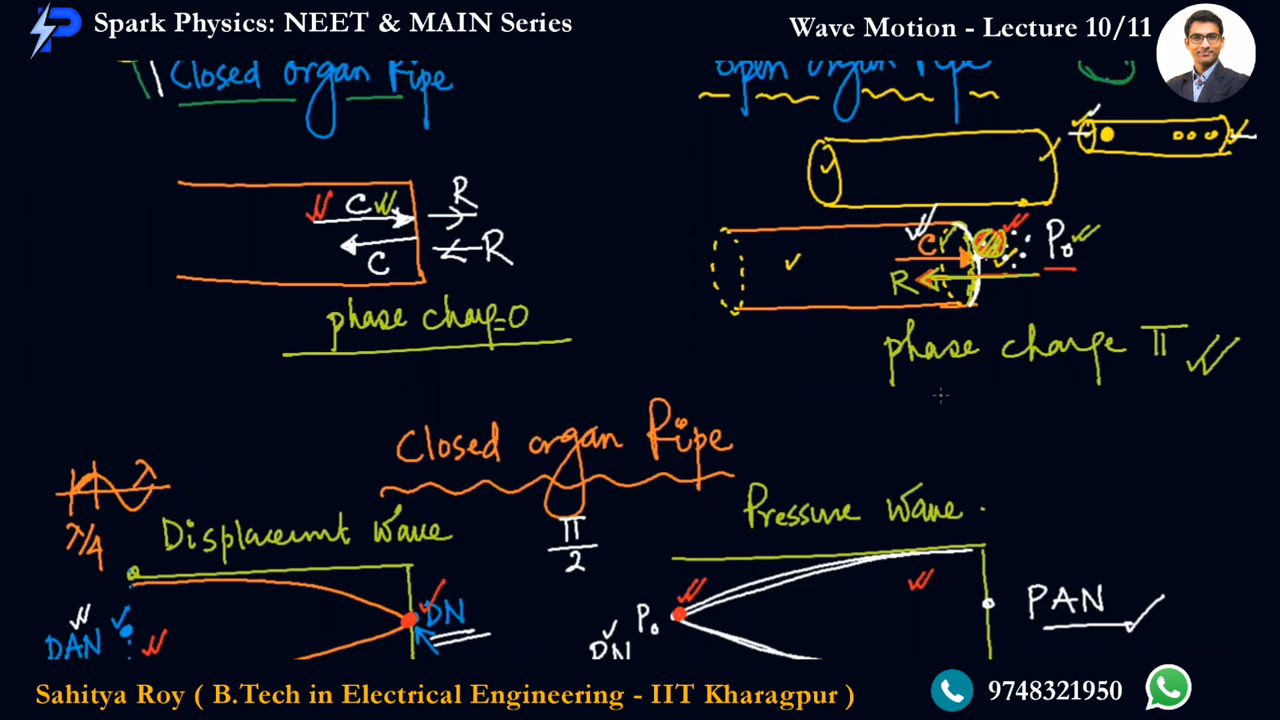 Spark Physics: NEET & MAIN Series
Wave Motion - Lecture 10/11
Closed organ Pipe
Open organ Pipe
C
R
C
R
C
P₀
R
phase chang=0
phase change π
Closed organ Pipe
λ
λ/4
Displacemnt Wave
π/2
Pressure Wave.
DAN
DN
P₀
DN
PAN
Sahitya Roy ( B.Tech in Electrical Engineering - IIT Kharagpur )
9748321950